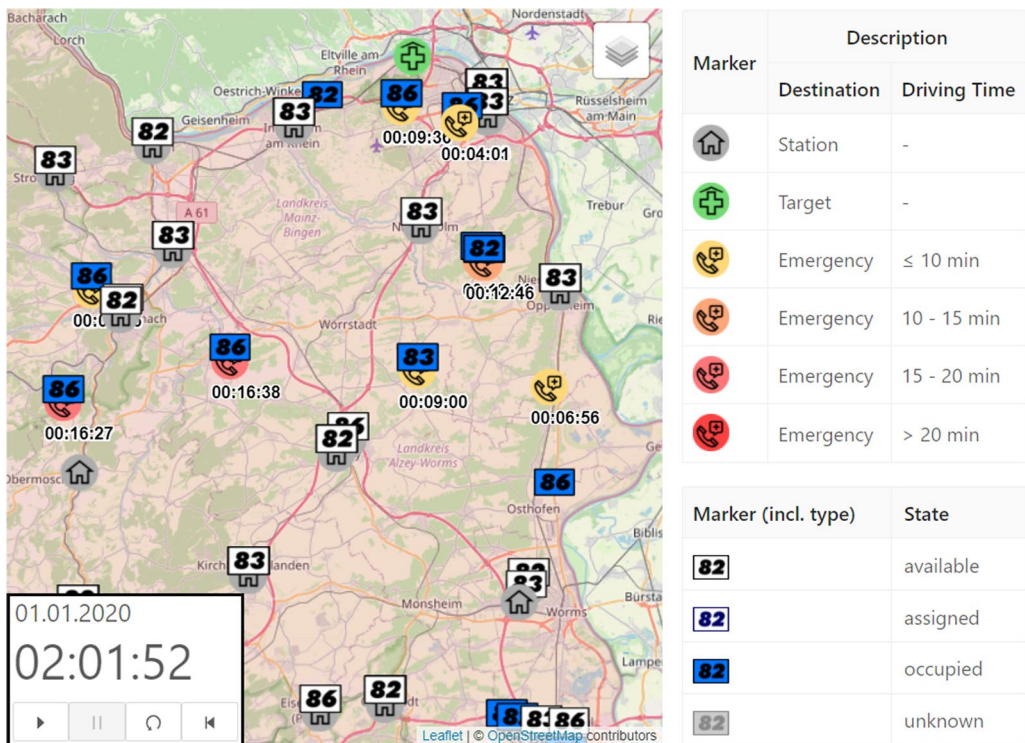 Bacharach
Nordenstadt
Lorch
Eltville am
Rhein
Oestrich-Winke
82
86
83
Rüsselsheim
am Main
Geisenheim
83
82
00:09:36
00:04:01
83
Trebur
A 61
Landkreis
Mainz-
Bingen
83
83
82
83
86
82
00:12:46
Wörrstadt
86
83
00:16:38
00:09:00
00:06:56
86
00:16:27
82
Landkreis
Alzey-Worms
86
Osthofen
83
83
Monsheim
Worms
01.01.2020
02:01:52
86
82
86
Leaflet | © OpenStreetMap contributors
Marker
Description
Destination
Driving Time
Station
-
Target
-
Emergency
≤ 10 min
Emergency
10 - 15 min
Emergency
15 - 20 min
Emergency
> 20 min
Marker (incl. type)
State
82
available
82
assigned
82
occupied
82
unknown